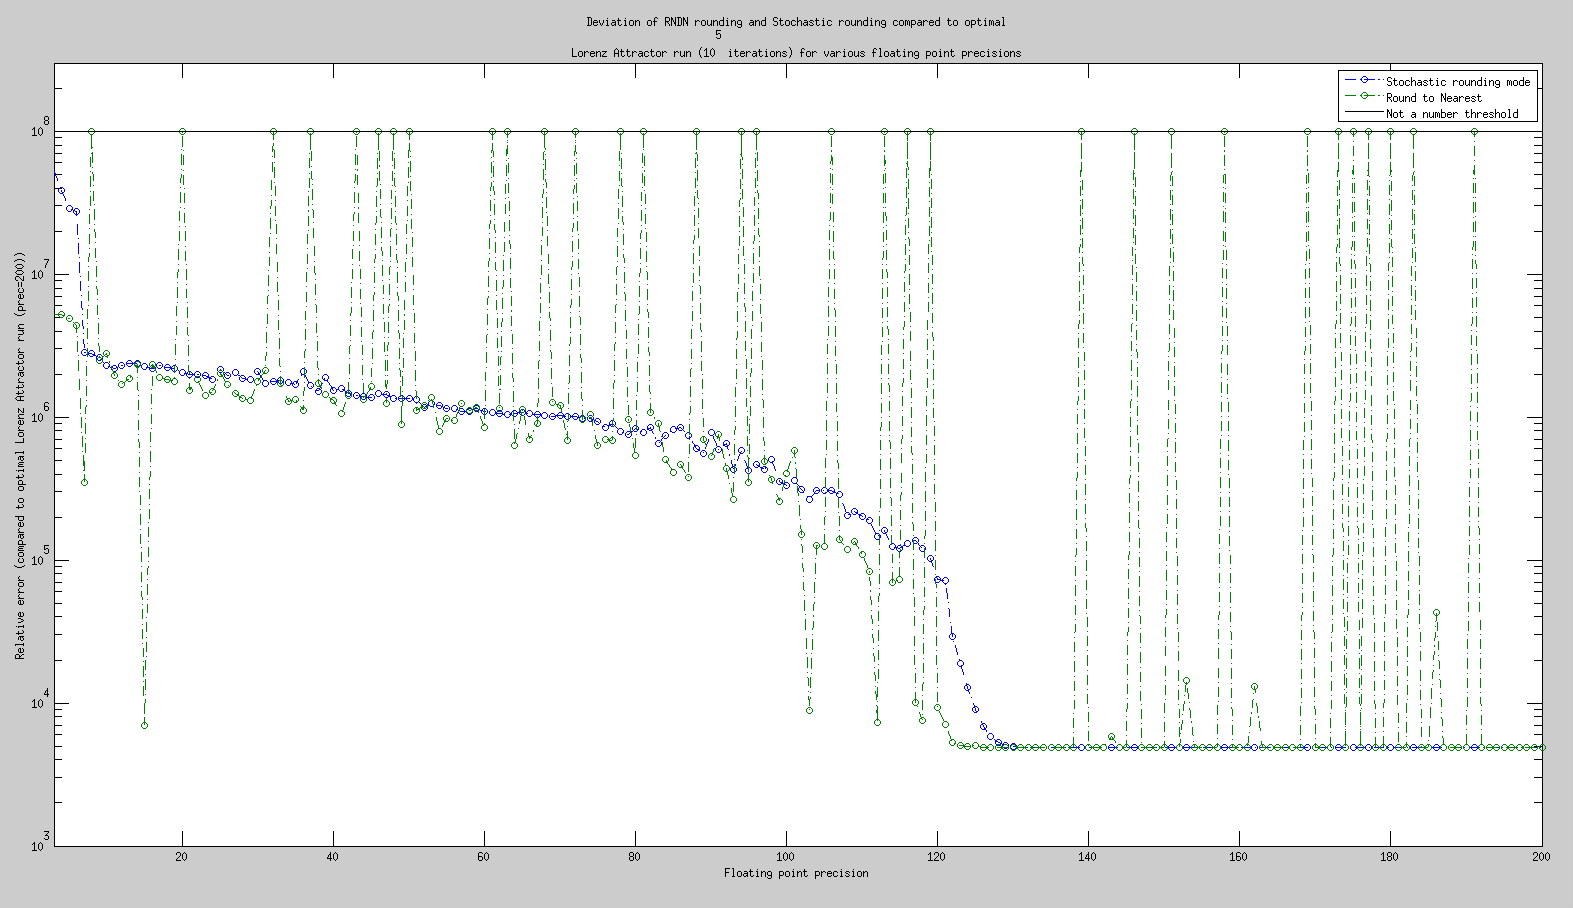 Deviation of RNDN rounding and Stochastic rounding compared to optimal
Lorenz Attractor run (10^5 iterations) for various floating point precisions
Stochastic rounding mode
Round to Nearest
Not a number threshold
Relative error (compared to optimal Lorenz Attractor run (prec=200))
10^8
10^7
10^6
10^5
10^4
10^3
20 40 60 80 100 120 140 160 180 200
Floating point precision